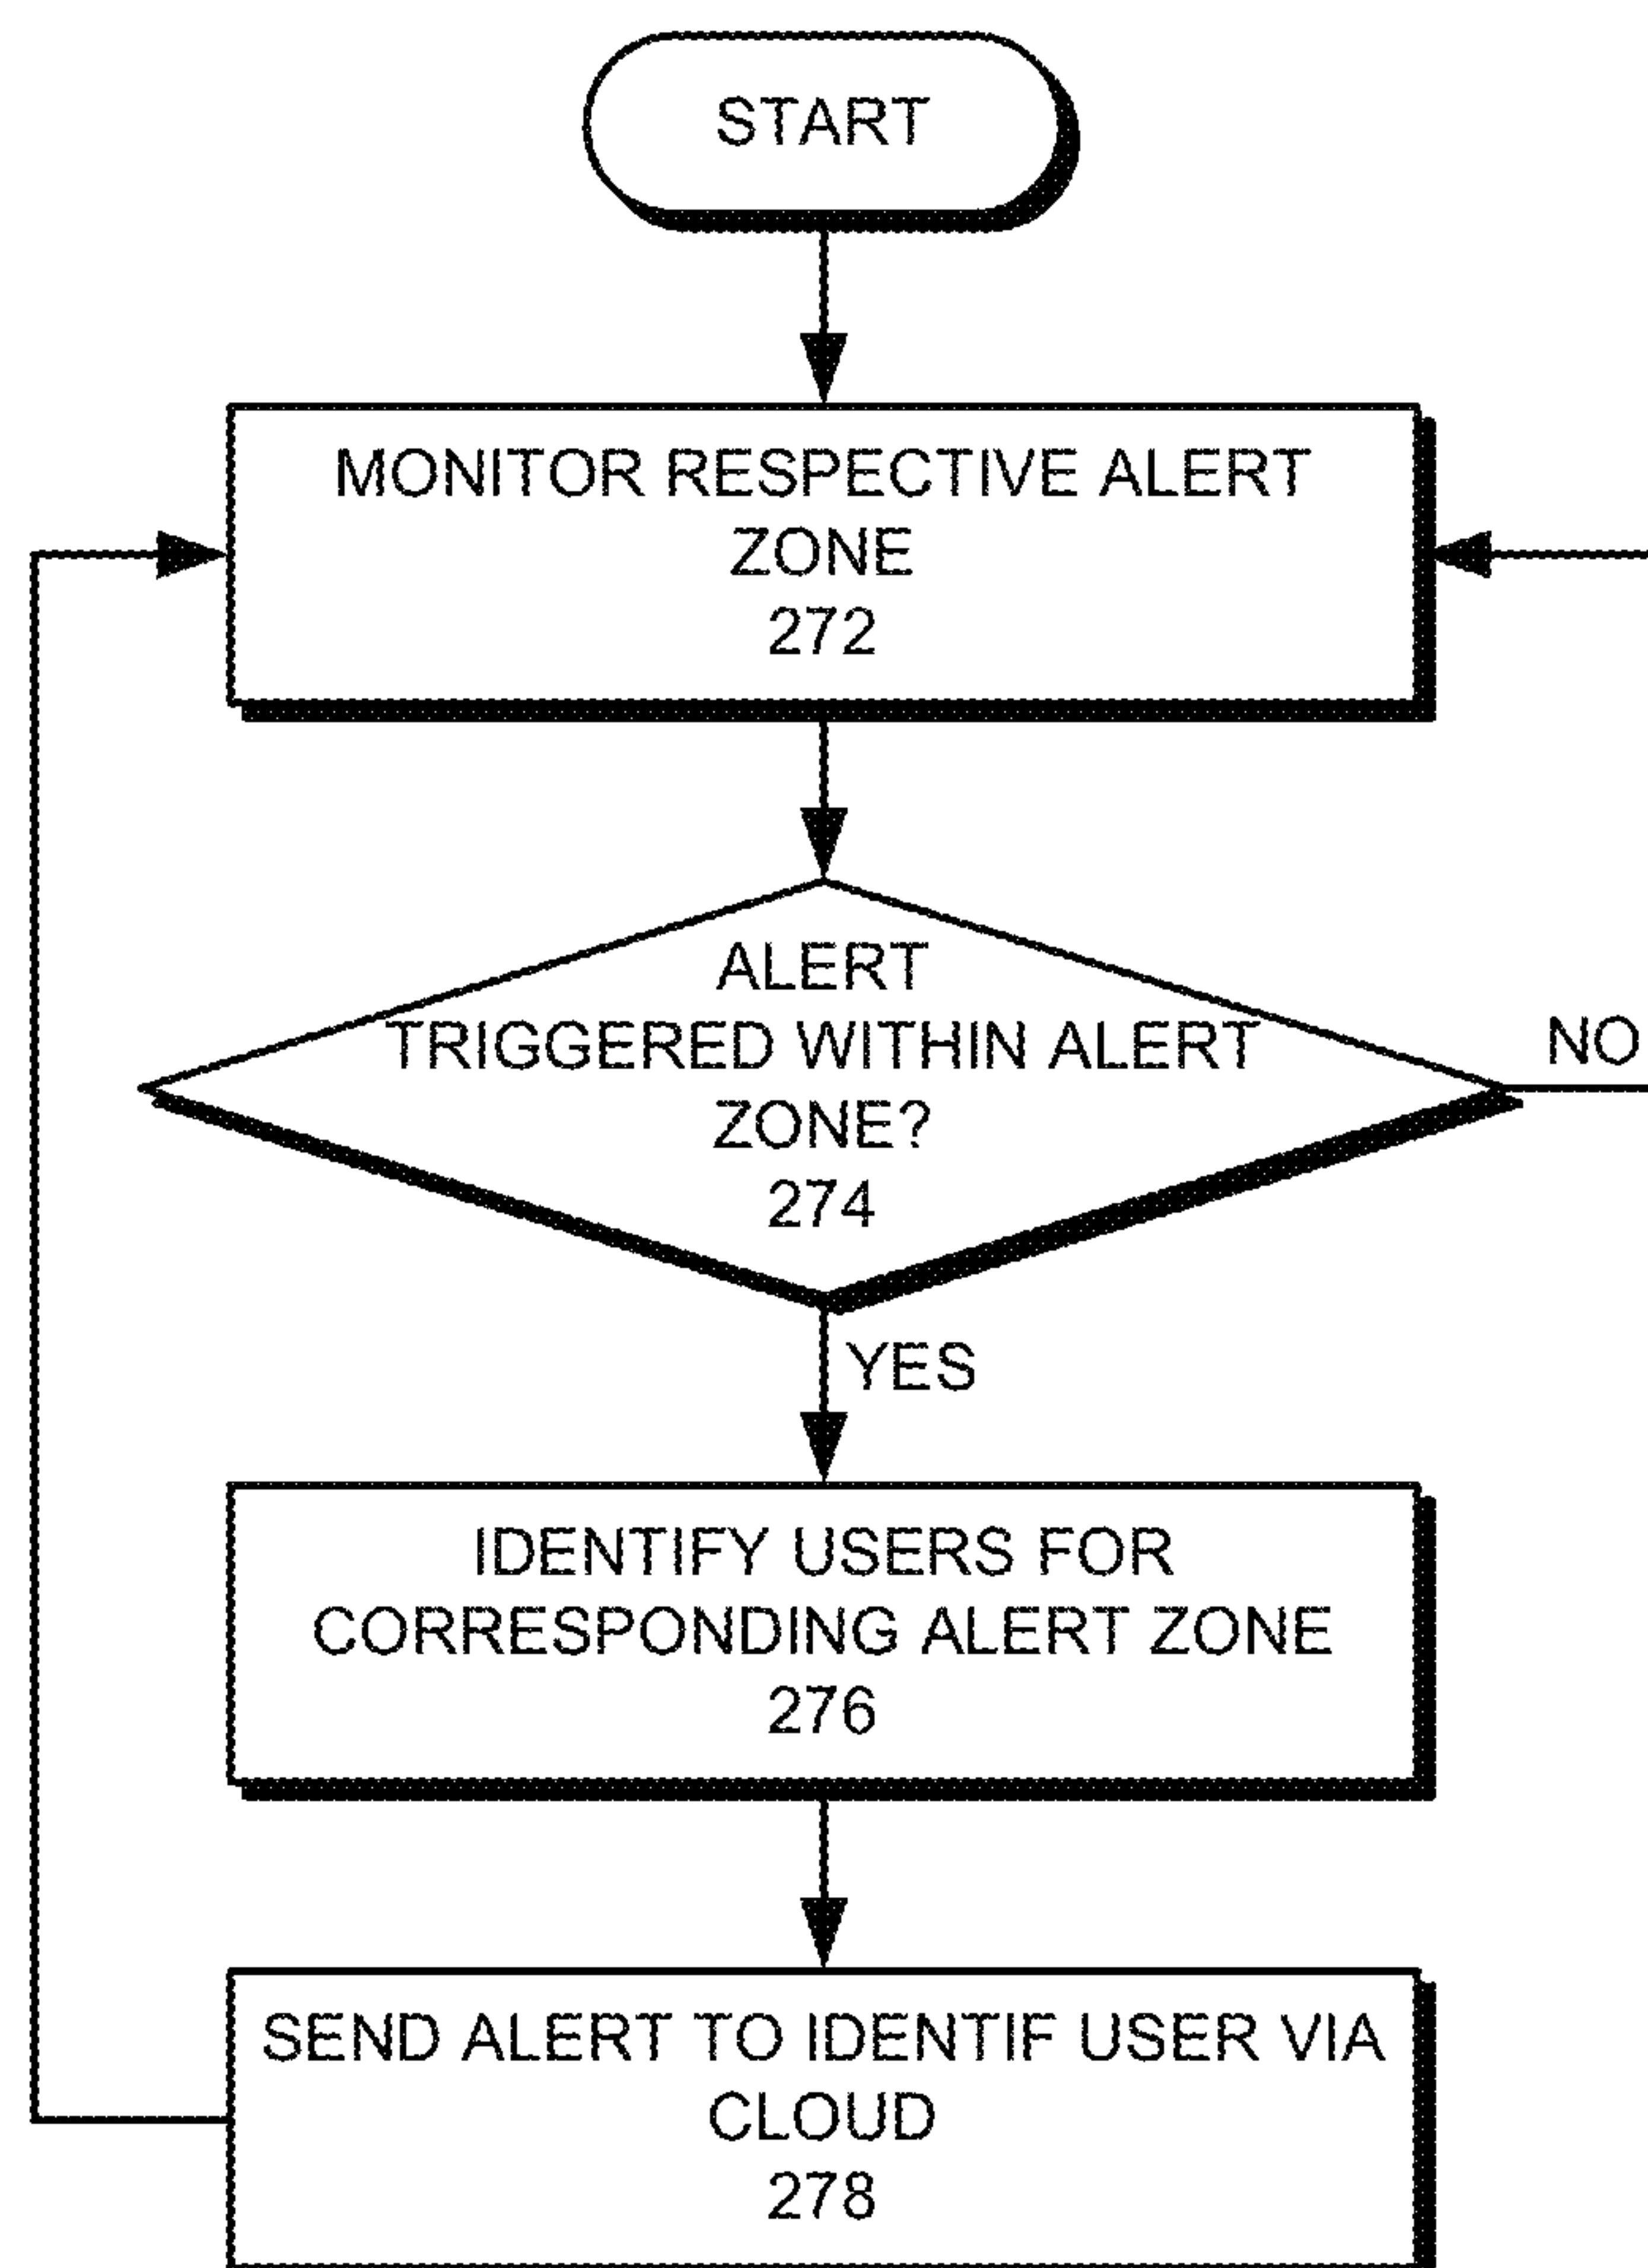 START
MONITOR RESPECTIVE ALERT
ZONE
272
ALERT
TRIGGERED WITHIN ALERT
ZONE?
274
NO
YES
IDENTIFY USERS FOR
CORRESPONDING ALERT ZONE
276
SEND ALERT TO IDENTIF USER VIA
CLOUD
278